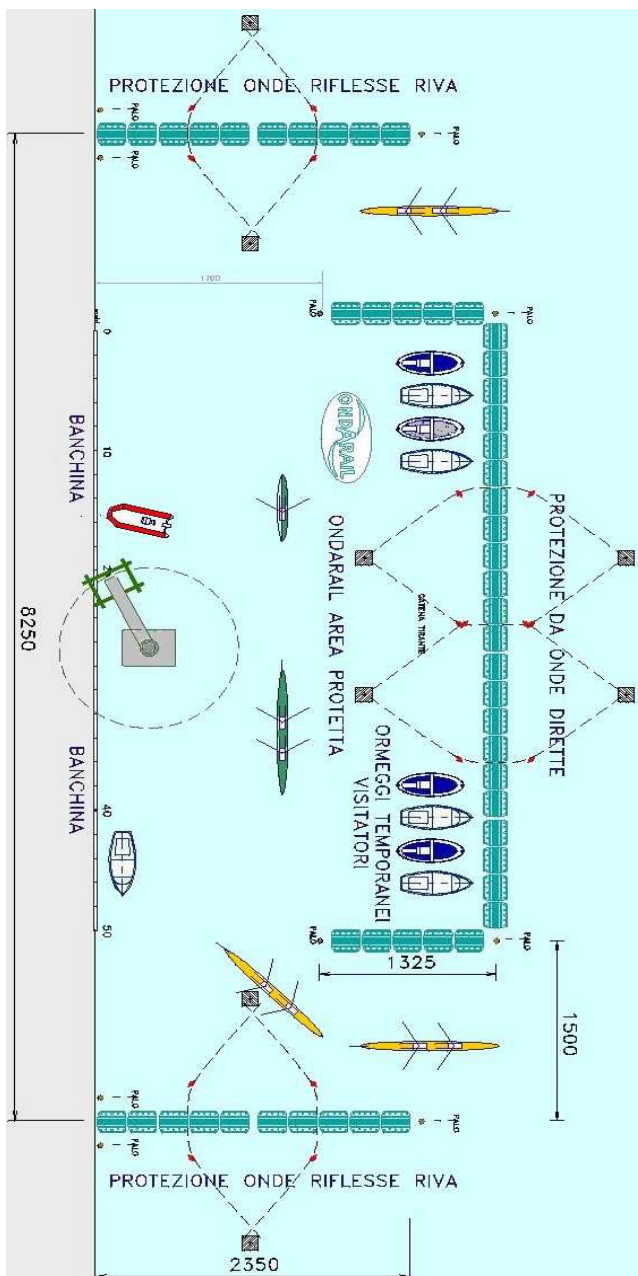 PROTEZIONE ONDE RIFLESSE RIVA
PALO
PALO
PALO
1700
PALO
PALO
0
10
BANCHINA
ONDARAIL
ONDARAIL AREA PROTETTA
PROTEZIONE DA ONDE DIRETTE
CATENA TIRANTE
8250
BANCHINA
ORMEGGI TEMPORANEI
VISITATORI
40
50
PALO
PALO
1325
1500
PALO
PALO
PALO
PROTEZIONE ONDE RIFLESSE RIVA
2350